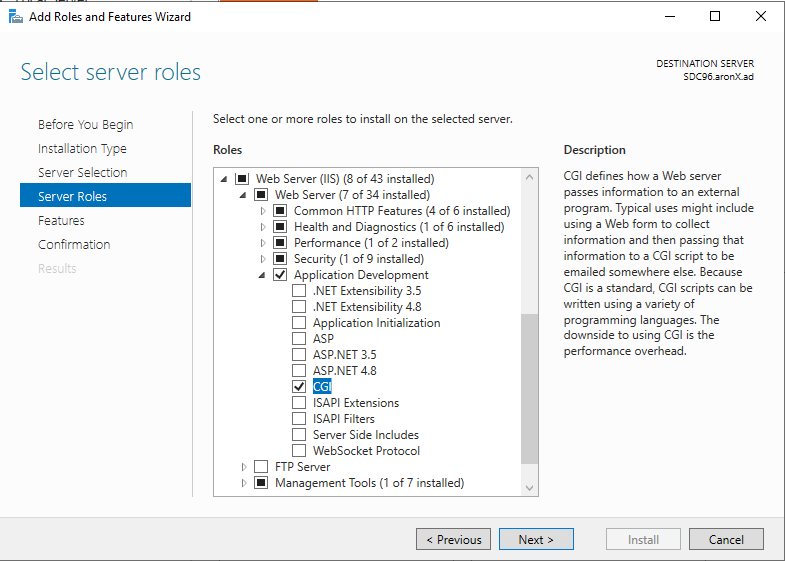 Add Roles and Features Wizard
Select server roles
DESTINATION SERVER
SDC96.aronX.ad
Before You Begin
Installation Type
Server Selection
Server Roles
Features
Confirmation
Results
Select one or more roles to install on the selected server.
Roles
Web Server (IIS) (8 of 43 installed)
Web Server (7 of 34 installed)
Common HTTP Features (4 of 6 installed)
Health and Diagnostics (1 of 6 installed)
Performance (1 of 2 installed)
Security (1 of 9 installed)
Application Development
.NET Extensibility 3.5
.NET Extensibility 4.8
Application Initialization
ASP
ASP.NET 3.5
ASP.NET 4.8
CGI
ISAPI Extensions
ISAPI Filters
Server Side Includes
WebSocket Protocol
FTP Server
Management Tools (1 of 7 installed)
Description
CGI defines how a Web server
passes information to an external
program. Typical uses might include
using a Web form to collect
information and then passing that
information to a CGI script to be
emailed somewhere else. Because
CGI is a standard, CGI scripts can be
written using a variety of
programming languages. The
downside to using CGI is the
performance overhead.
< Previous
Next >
Install
Cancel